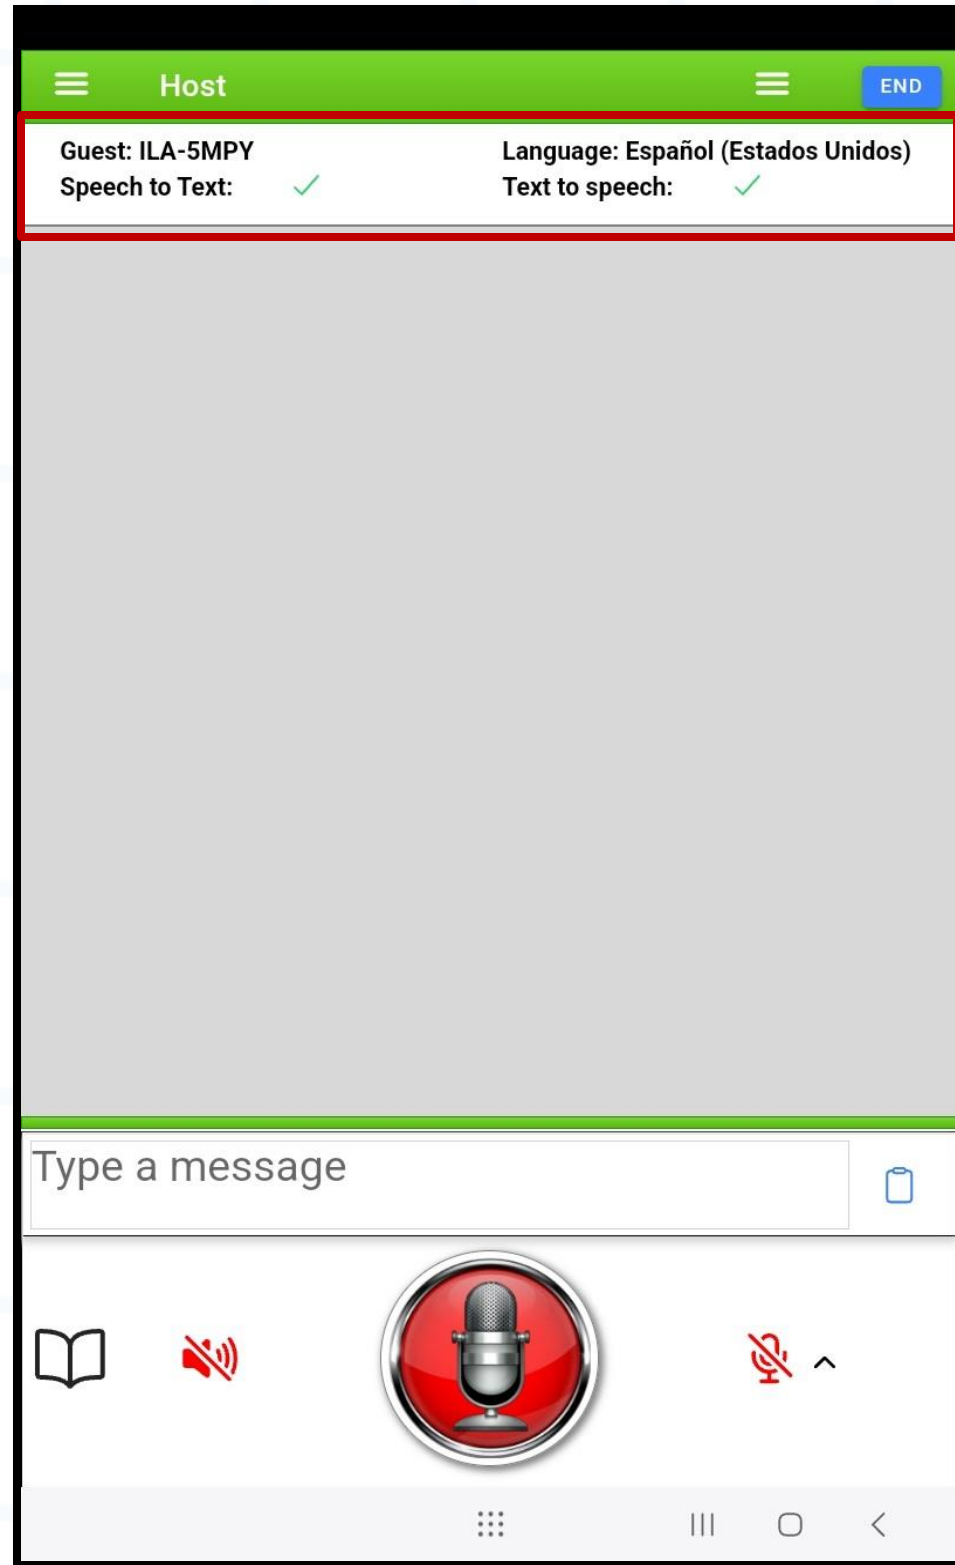 Host
END
Guest: ILA-5MPY
Language: Español (Estados Unidos)
Speech to Text:
Text to speech:
Type a message